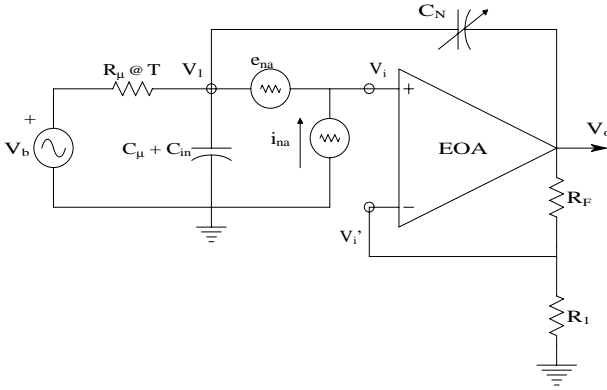 C_N
R_μ @ T
V_1
e_na
V_i
+
+
V_b
C_μ + C_in
i_na
EOA
V_o
−
V_i'
R_F
R_1